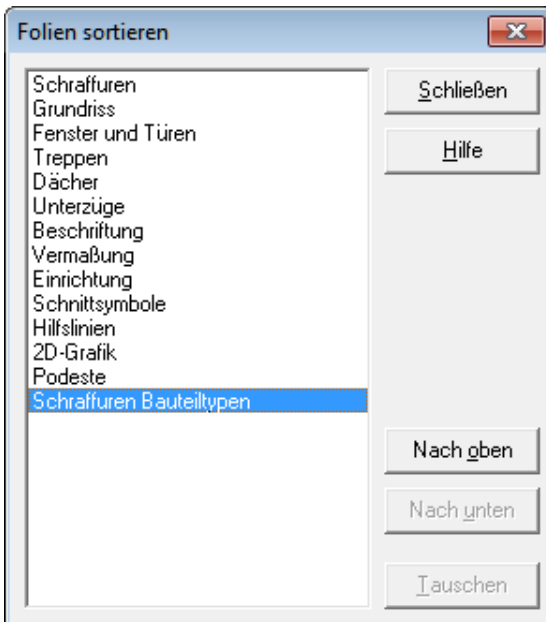 Folien sortieren
Schraffuren
Grundriss
Fenster und Türen
Treppen
Dächer
Unterzüge
Beschriftung
Vermaßung
Einrichtung
Schnittsymbole
Hilfslinien
2D-Grafik
Podeste
Schraffuren Bauteiltypen
Schließen
Hilfe
Nach oben
Nach unten
Tauschen